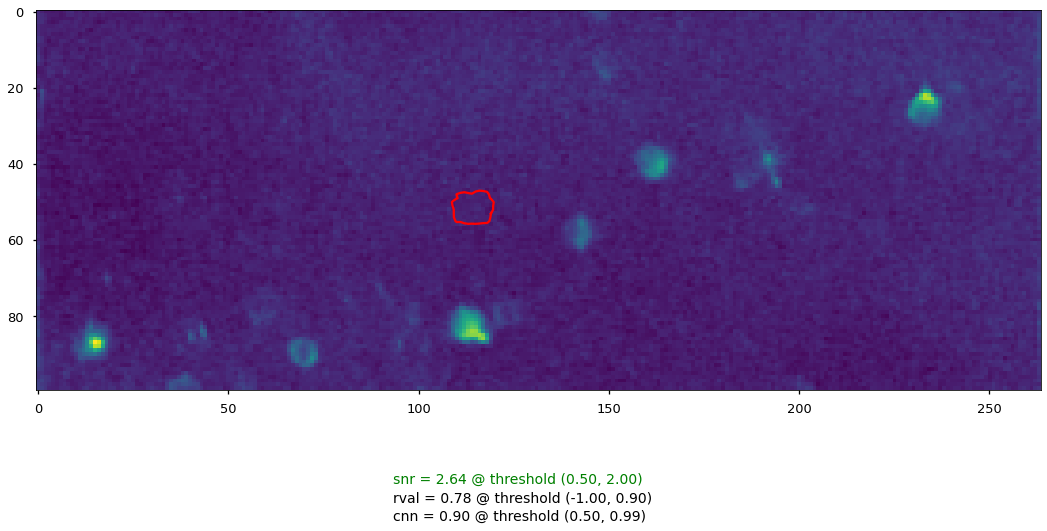 0
20
40
60
80
0 50 100 150 200 250
snr = 2.64 @ threshold (0.50, 2.00)
rval = 0.78 @ threshold (-1.00, 0.90)
cnn = 0.90 @ threshold (0.50, 0.99)